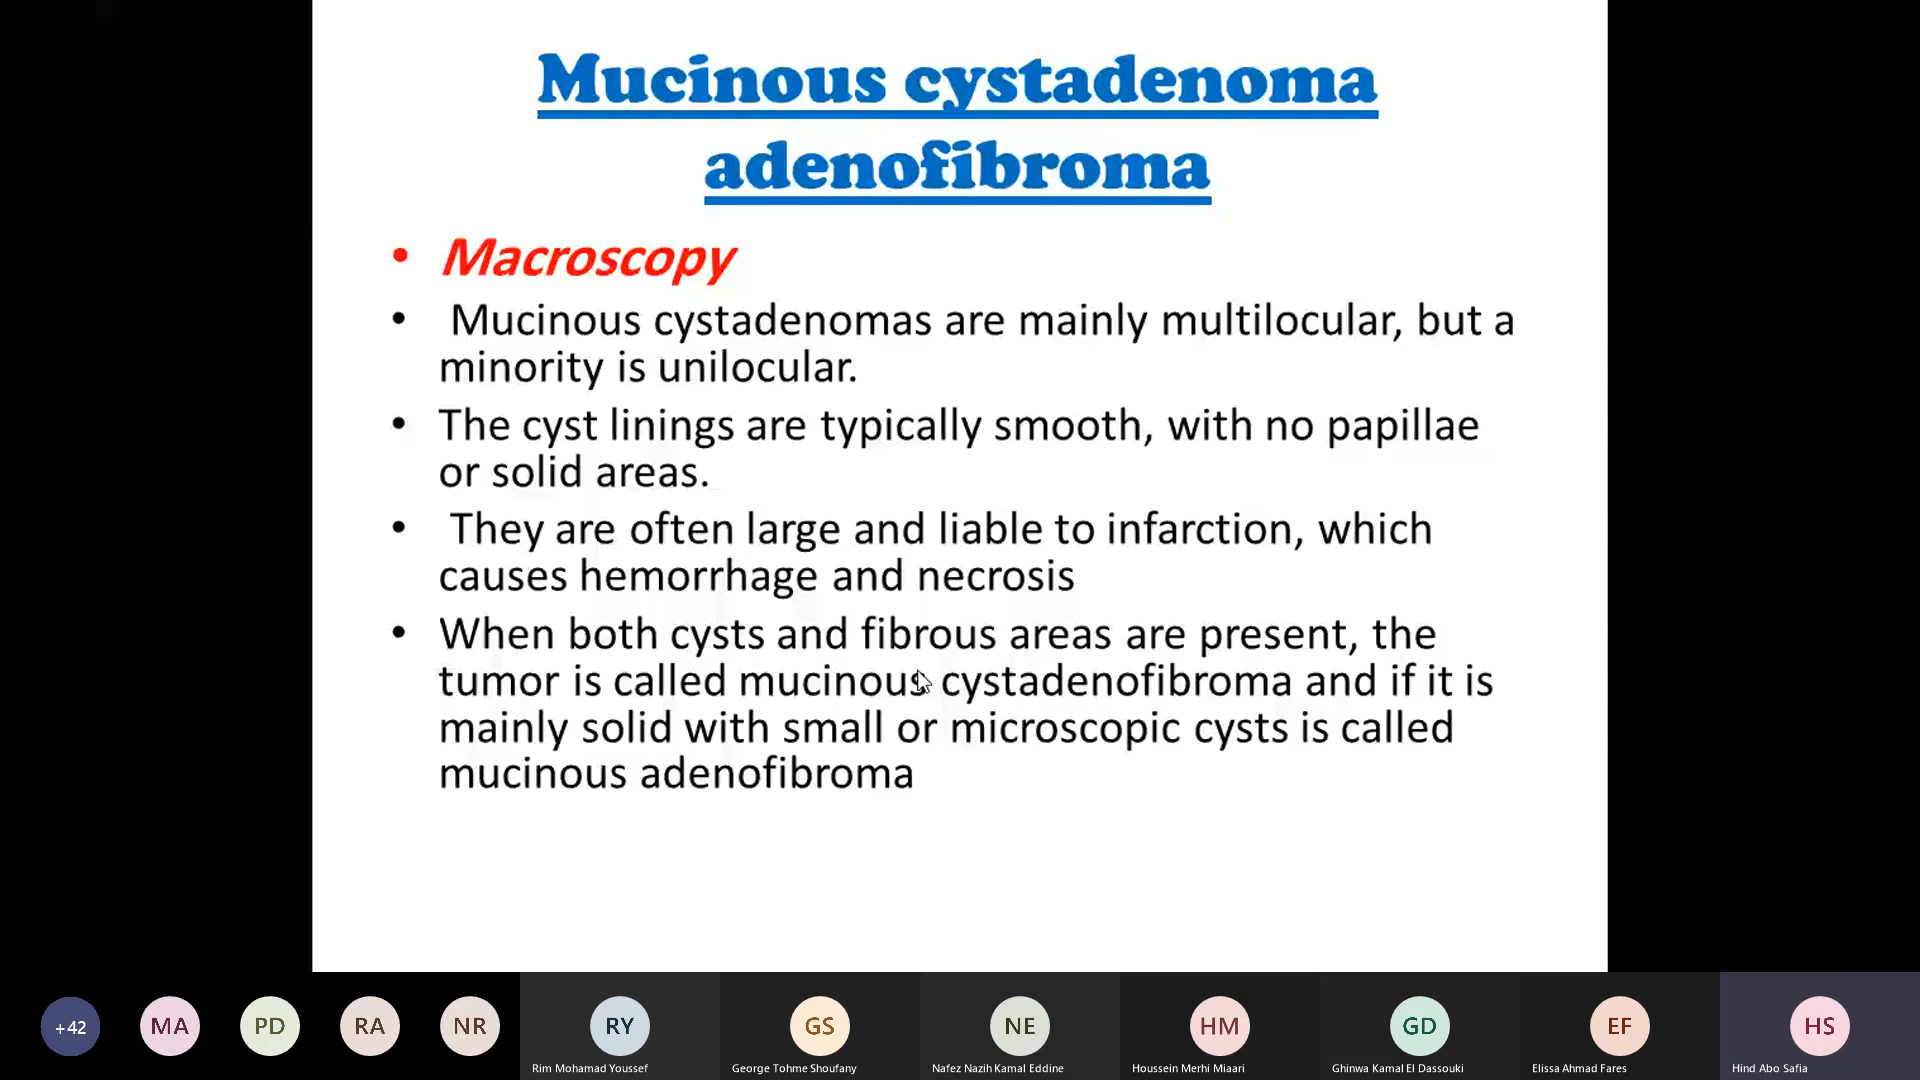 Mucinous cystadenoma
adenofibroma
• Macroscopy
• Mucinous cystadenomas are mainly multilocular, but a
minority is unilocular.
• The cyst linings are typically smooth, with no papillae
or solid areas.
• They are often large and liable to infarction, which
causes hemorrhage and necrosis
• When both cysts and fibrous areas are present, the
tumor is called mucinous cystadenofibroma and if it is
mainly solid with small or microscopic cysts is called
mucinous adenofibroma
+42 MA PD RA NR RY GS NE HM GD EF HS
Rim Mohamad Youssef George Tohme Shoufany Nafez Nazih Kamal Eddine Houssein Merhi Miaari Ghinwa Kamal El Dassouki Elissa Ahmad Fares Hind Abo Safia